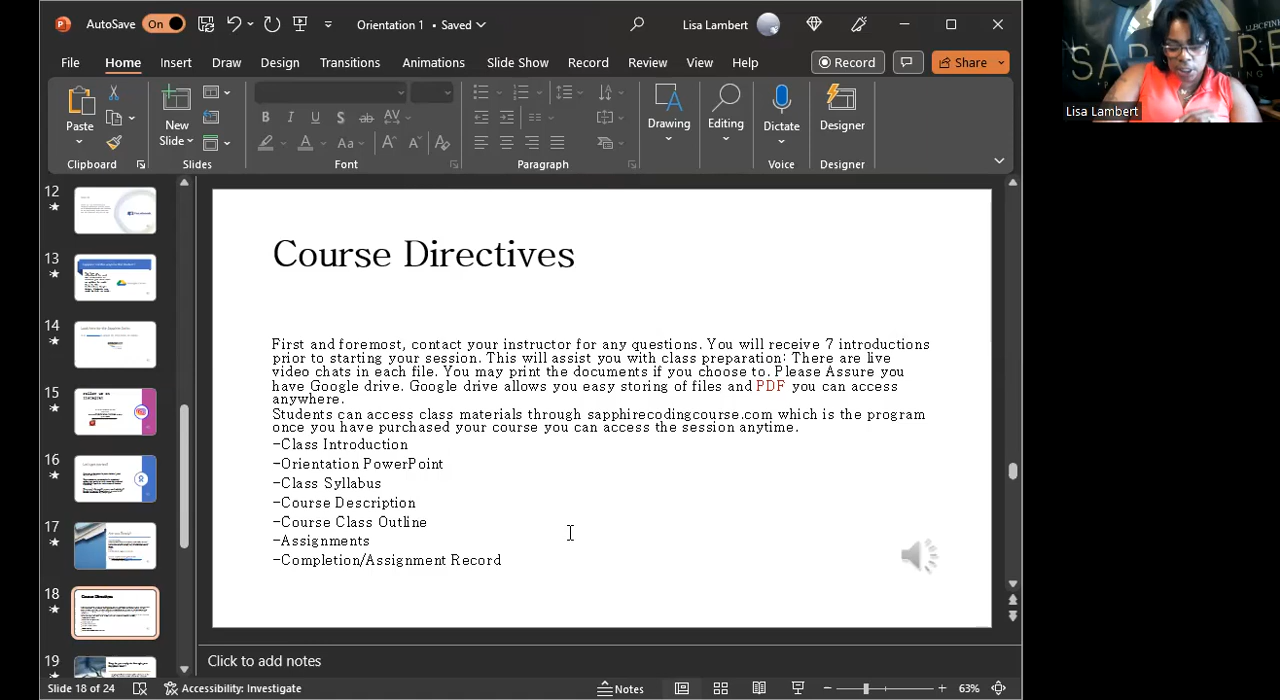 AutoSave On Orientation 1 • Saved Lisa Lambert
File Home Insert Draw Design Transitions Animations Slide Show Record Review View Help Record Share
Paste New Slide Drawing Editing Dictate Designer
Clipboard Slides Font Paragraph Voice Designer
Lisa Lambert
12
13
14
15
16
17
18
19
Course Directives
First and foremost, contact your instructor for any questions. You will receive 7 introductions
prior to starting your session. This will assist you with class preparation: There are live
video chats in each file. You may print the documents if you choose to. Please Assure you
have Google drive. Google drive allows you easy storing of files and PDF you can access
anywhere.
Students can access class materials through sapphirecodingcourse.com which is the program
once you have purchased your course you can access the session anytime.
-Class Introduction
-Orientation PowerPoint
-Class Syllabus
-Course Description
-Course Class Outline
-Assignments
-Completion/Assignment Record
Click to add notes
Slide 18 of 24 Accessibility: Investigate Notes 63%